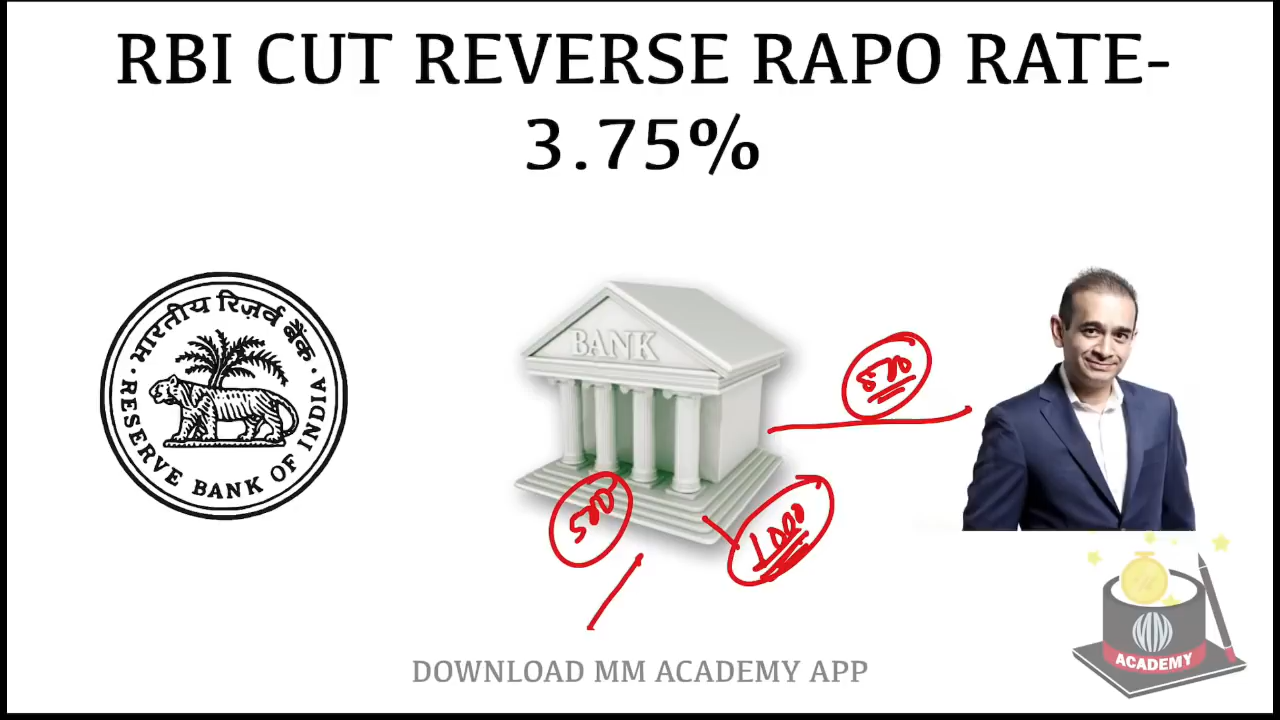 RBI CUT REVERSE RAPO RATE-
3.75%
भारतीय रिज़र्व बैंक
RESERVE BANK OF INDIA
BANK
500
1000
MM
ACADEMY
DOWNLOAD MM ACADEMY APP